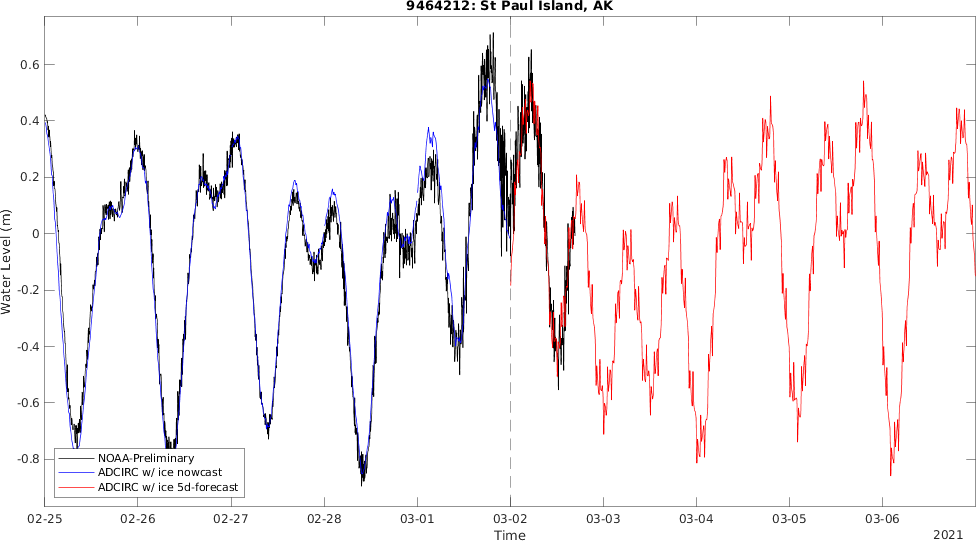 9464212: St Paul Island, AK
Water Level (m)
0.6
0.4
0.2
0
-0.2
-0.4
-0.6
-0.8
NOAA-Preliminary
ADCIRC w/ ice nowcast
ADCIRC w/ ice 5d-forecast
02-25 02-26 02-27 02-28 03-01 03-02 03-03 03-04 03-05 03-06
Time
2021